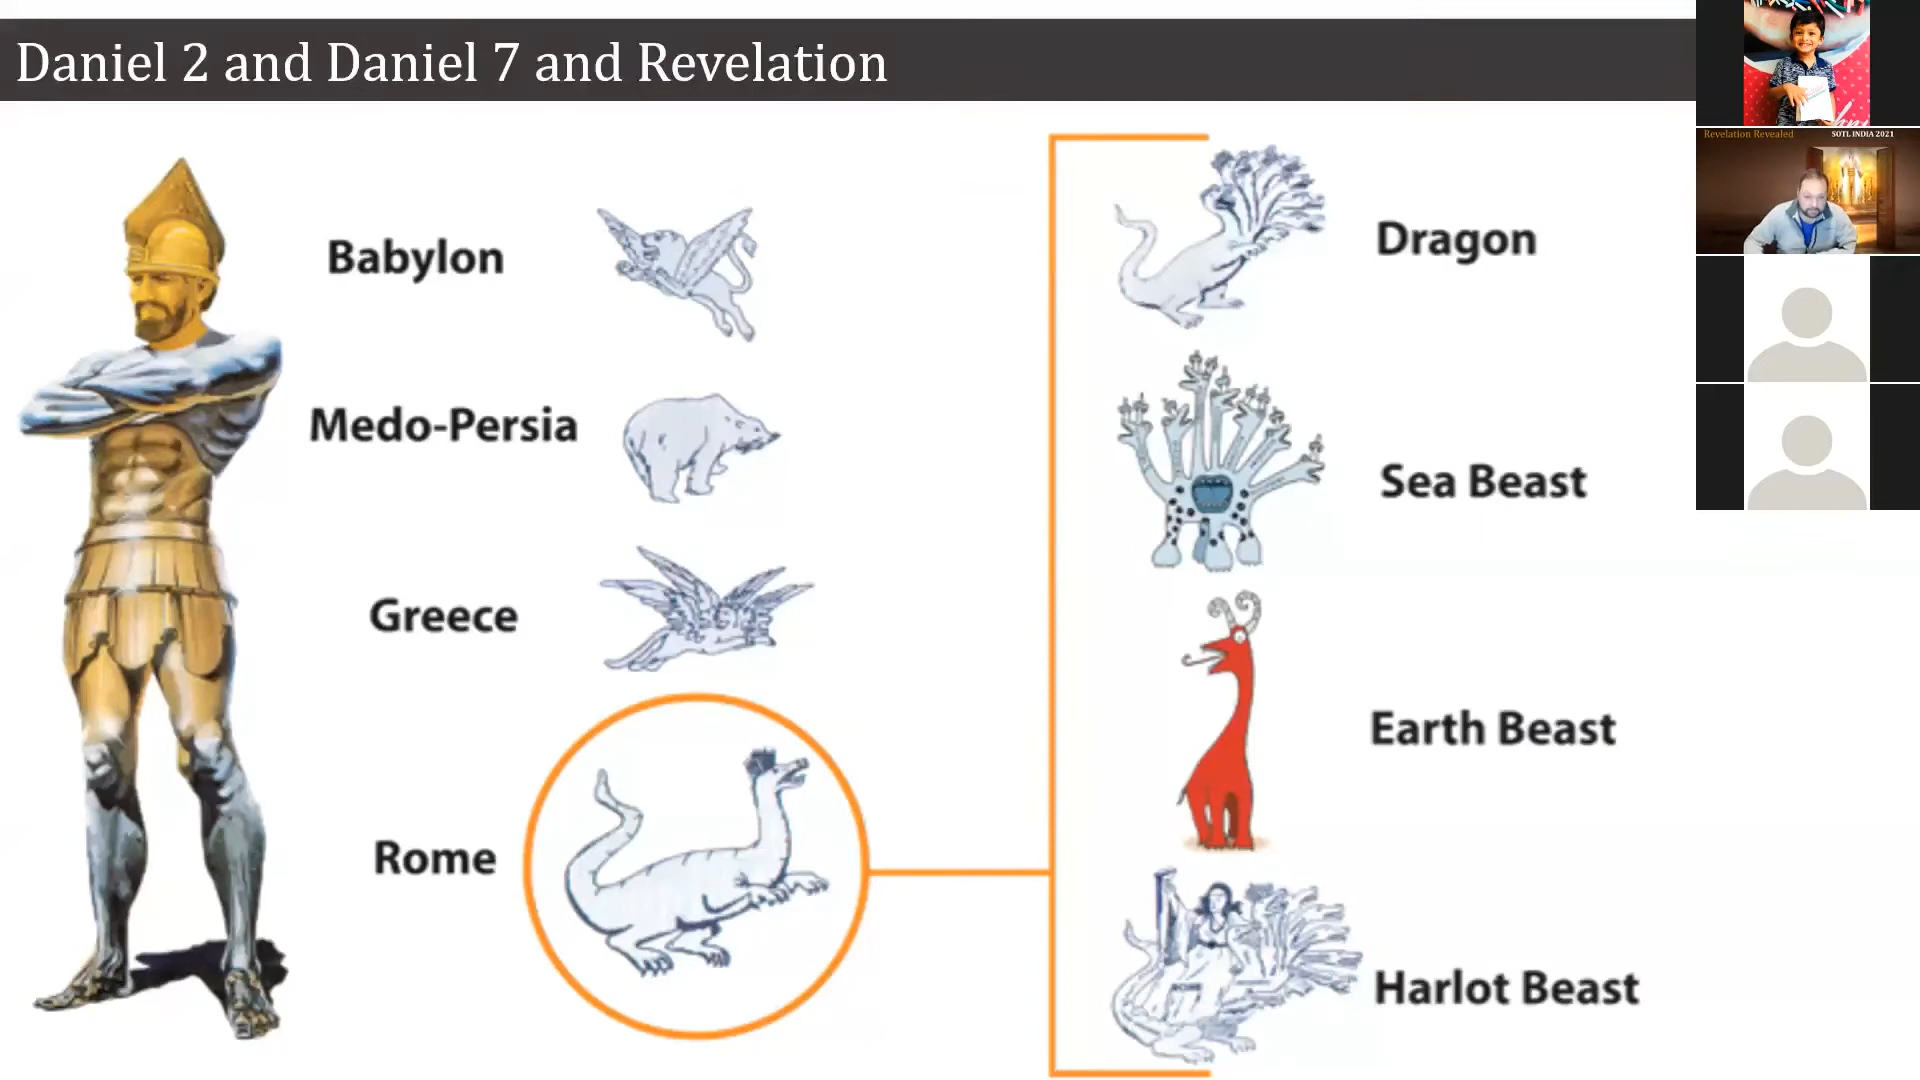 Daniel 2 and Daniel 7 and Revelation
Babylon
Medo-Persia
Greece
Rome
Dragon
Sea Beast
Earth Beast
Harlot Beast
Revelation Revealed
SOTL INDIA 2021